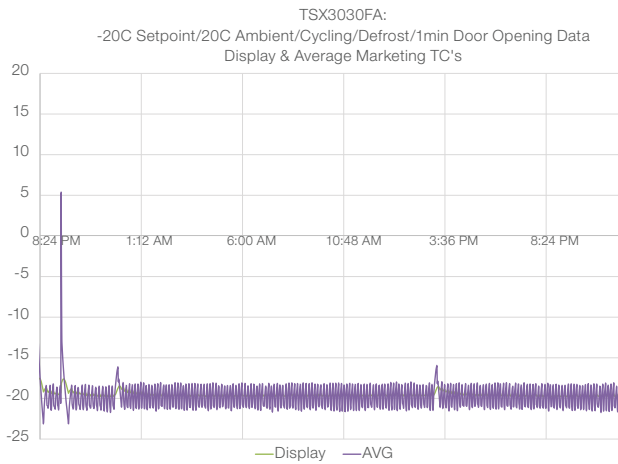 TSX3030FA:
-20C Setpoint/20C Ambient/Cycling/Defrost/1min Door Opening Data
Display & Average Marketing TC's
20
15
10
5
0
8:24 PM 1:12 AM 6:00 AM 10:48 AM 3:36 PM 8:24 PM
-5
-10
-15
-20
-25
Display AVG